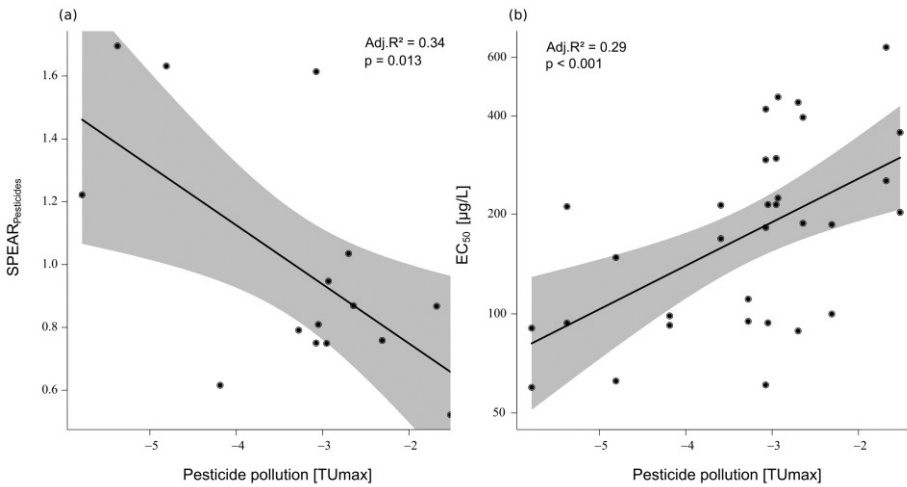 (a)
Adj.R² = 0.34
p = 0.013
SPEARPesticides
1.6
1.4
1.2
1.0
0.8
0.6
−5
−4
−3
−2
Pesticide pollution [TUmax]
(b)
Adj.R² = 0.29
p < 0.001
EC50 [µg/L]
600
400
200
100
50
−5
−4
−3
−2
Pesticide pollution [TUmax]